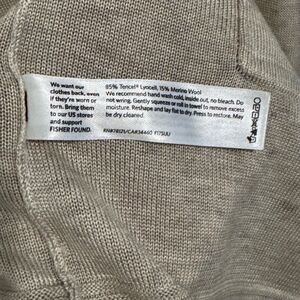 We want our
clothes back, even
if they're worn or
torn. Bring them
to our US stores
and support
FISHER FOUND.
85% Tencel® Lyocell, 15% Merino Wool
We recommend hand wash cold, inside out, no bleach. Do
not wring. Gently squeeze or roll in towel to remove excess
moisture. Reshape and lay flat to dry. Press to restore. May
be dry cleaned.